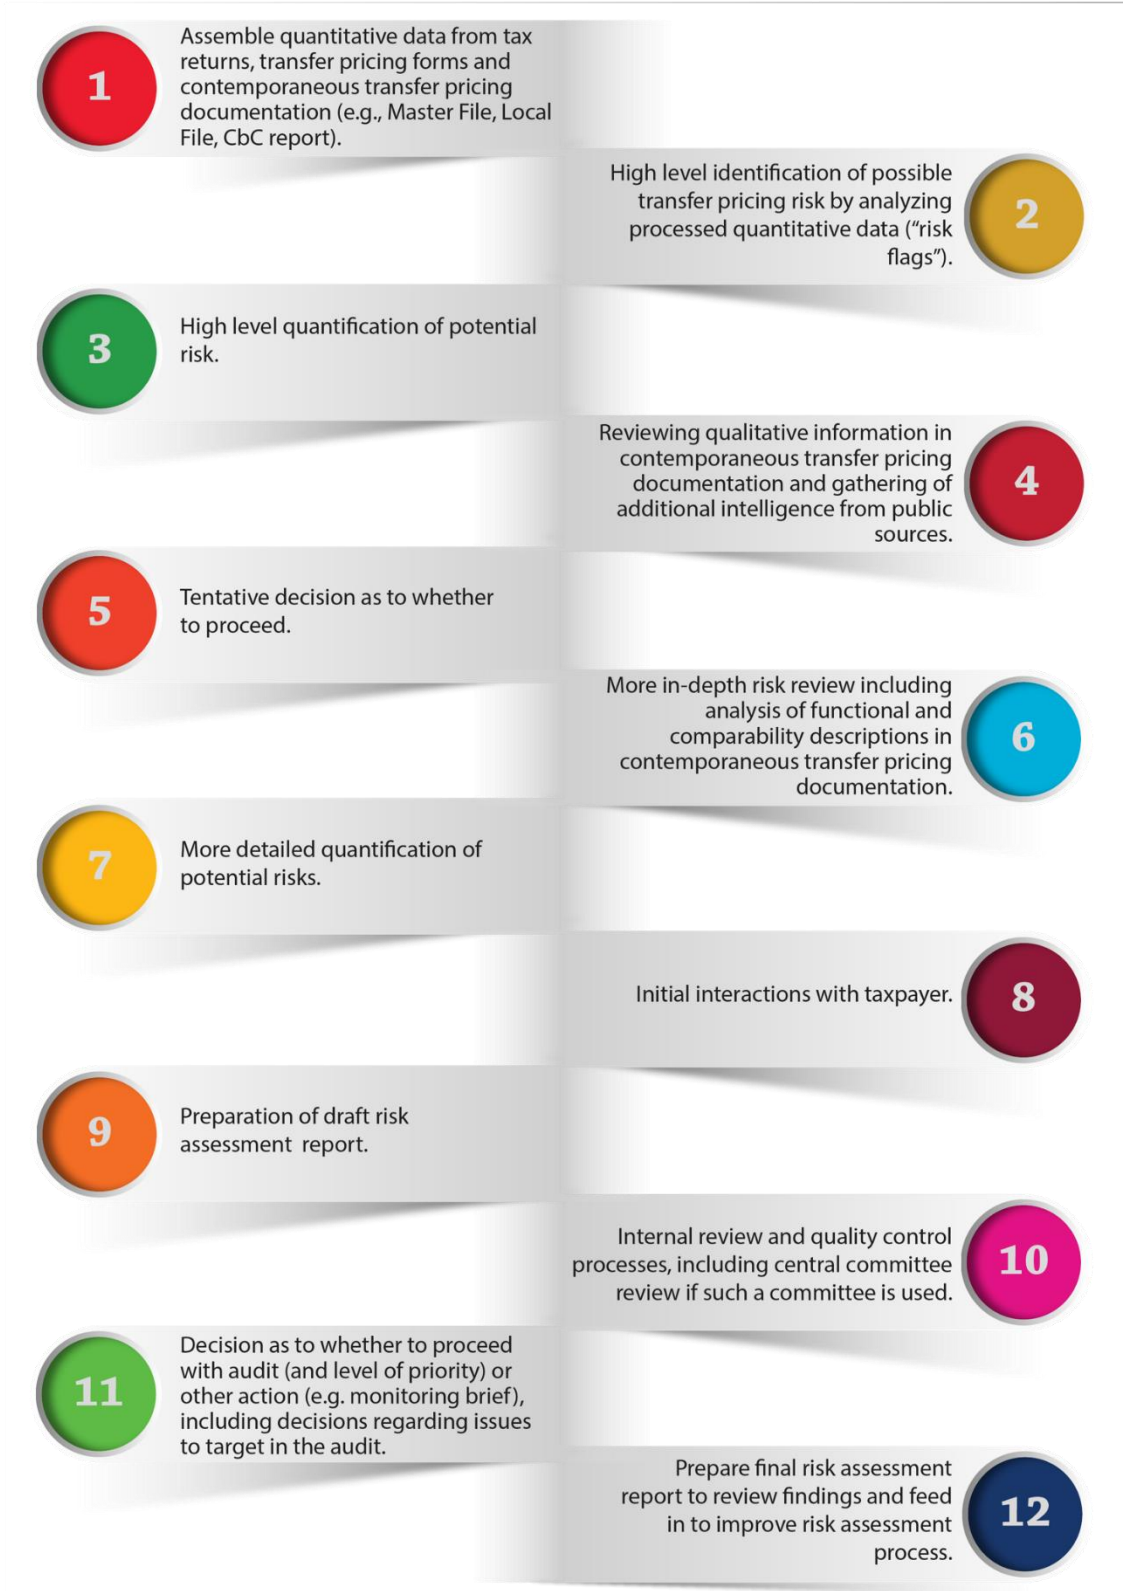 1
Assemble quantitative data from tax
returns, transfer pricing forms and
contemporaneous transfer pricing
documentation (e.g., Master File, Local
File, CbC report).
High level identification of possible
transfer pricing risk by analyzing
processed quantitative data (“risk
flags”).
2
3
High level quantification of potential
risk.
Reviewing qualitative information in
contemporaneous transfer pricing
documentation and gathering of
additional intelligence from public
sources.
4
5
Tentative decision as to whether
to proceed.
More in-depth risk review including
analysis of functional and
comparability descriptions in
contemporaneous transfer pricing
documentation.
6
7
More detailed quantification of
potential risks.
Initial interactions with taxpayer.
8
9
Preparation of draft risk
assessment report.
Internal review and quality control
processes, including central committee
review if such a committee is used.
10
11
Decision as to whether to proceed
with audit (and level of priority) or
other action (e.g. monitoring brief),
including decisions regarding issues
to target in the audit.
Prepare final risk assessment
report to review findings and feed
in to improve risk assessment
process.
12